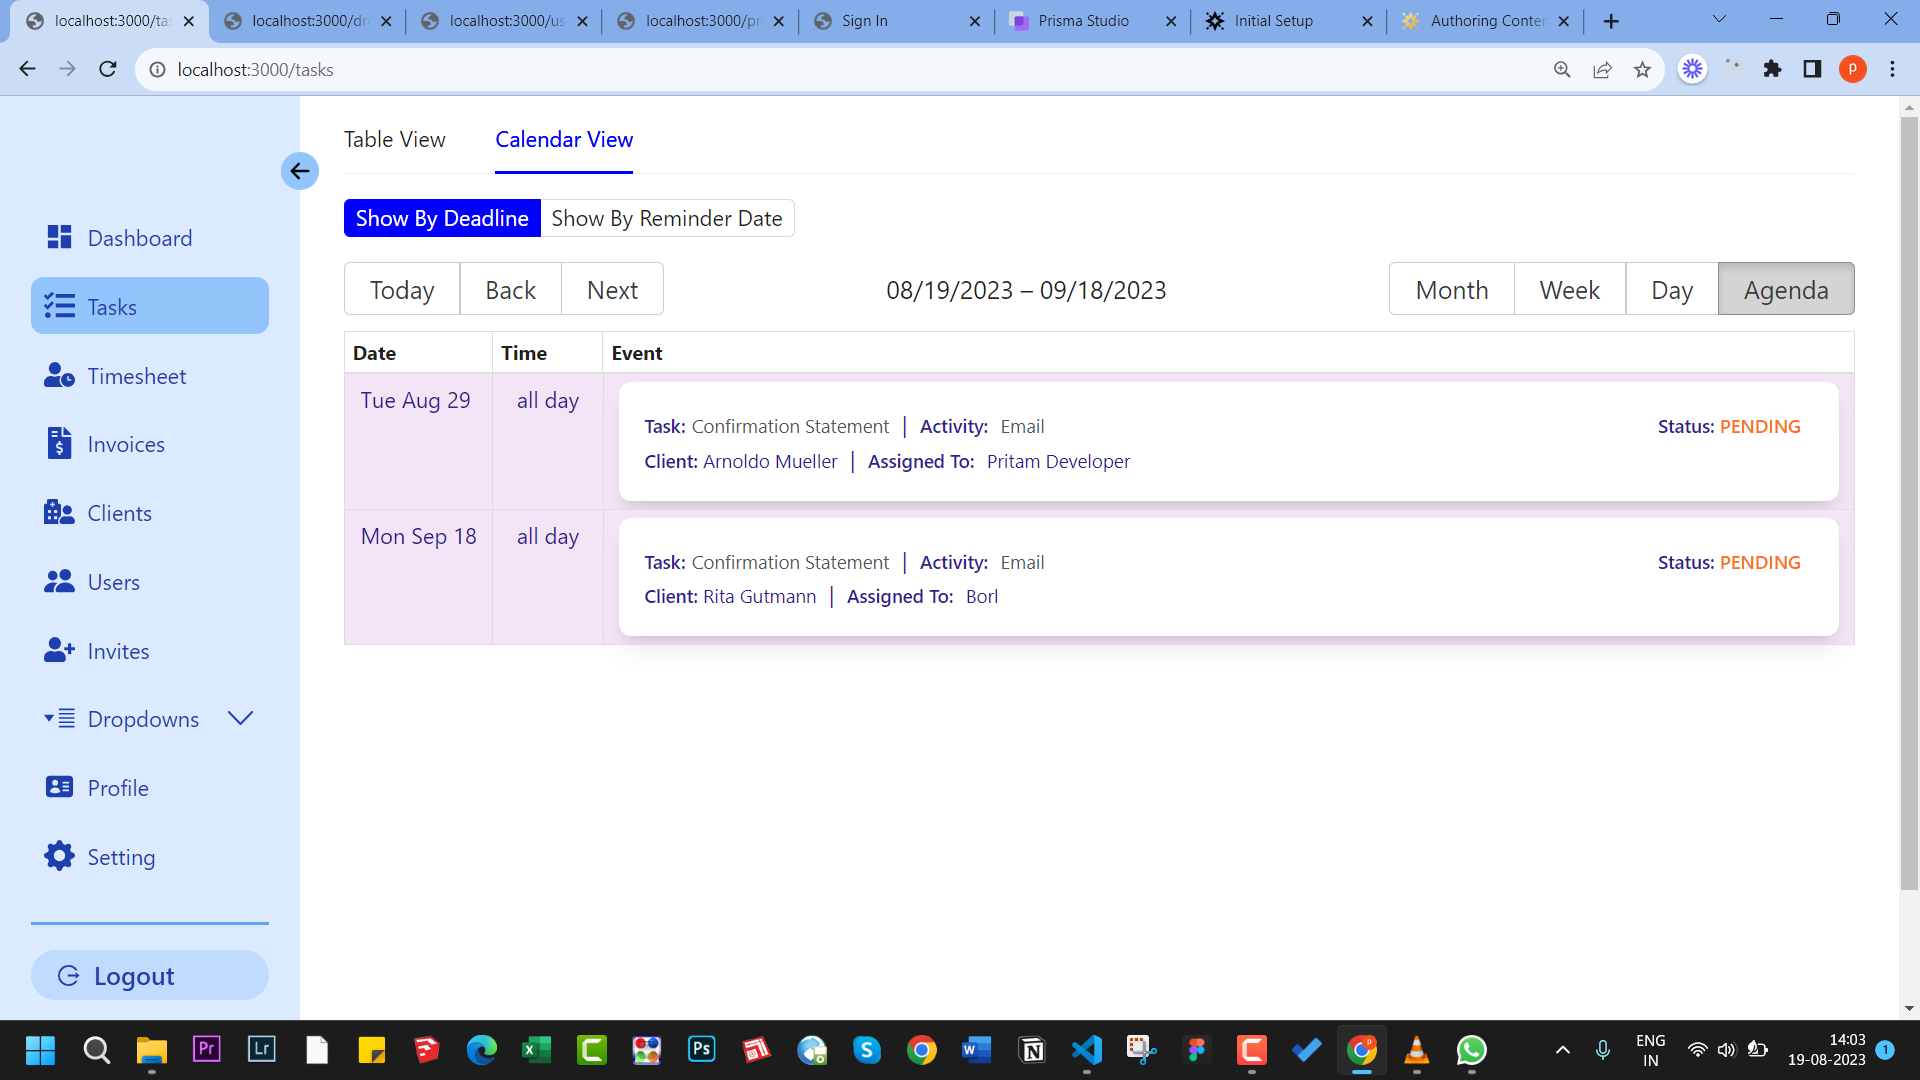 localhost:3000/ta
localhost:3000/dr
localhost:3000/us
localhost:3000/pr
Sign In
Prisma Studio
Initial Setup
Authoring Conten
localhost:3000/tasks
P
Table View
Calendar View
Show By Deadline
Show By Reminder Date
Today
Back
Next
08/19/2023 – 09/18/2023
Month
Week
Day
Agenda
Date Time Event
Tue Aug 29 all day
Task: Confirmation Statement | Activity: Email
Status: PENDING
Client: Arnoldo Mueller | Assigned To: Pritam Developer
Mon Sep 18 all day
Task: Confirmation Statement | Activity: Email
Status: PENDING
Client: Rita Gutmann | Assigned To: Borl
Dashboard
Tasks
Timesheet
Invoices
Clients
Users
Invites
Dropdowns
Profile
Setting
Logout
Pr
Lr
Ps
ENG
IN
14:03
19-08-2023
1